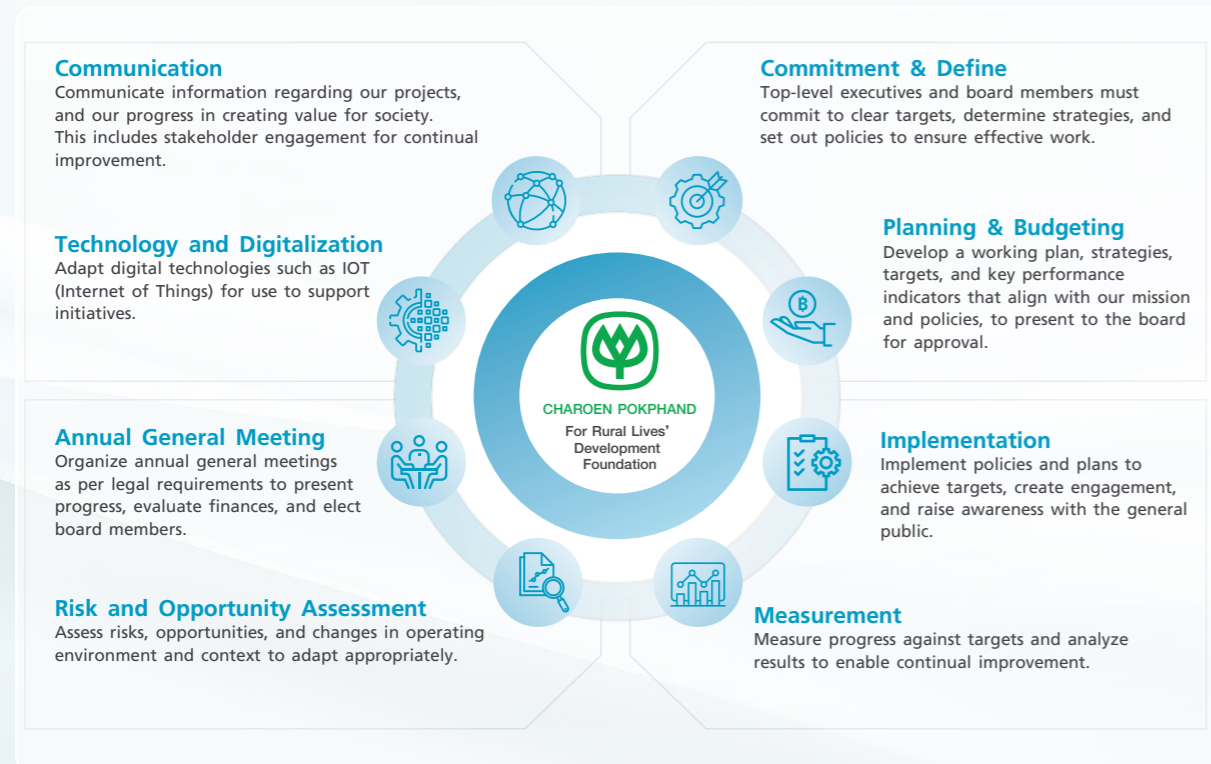 Communication
Communicate information regarding our projects,
and our progress in creating value for society.
This includes stakeholder engagement for continual
improvement.
Technology and Digitalization
Adapt digital technologies such as IOT
(Internet of Things) for use to support
initiatives.
Annual General Meeting
Organize annual general meetings
as per legal requirements to present
progress, evaluate finances, and elect
board members.
Risk and Opportunity Assessment
Assess risks, opportunities, and changes in operating
environment and context to adapt appropriately.
CHAROEN POKPHAND
For Rural Lives’
Development
Foundation
Commitment & Define
Top-level executives and board members must
commit to clear targets, determine strategies, and
set out policies to ensure effective work.
Planning & Budgeting
Develop a working plan, strategies,
targets, and key performance
indicators that align with our mission
and policies, to present to the board
for approval.
฿
Implementation
Implement policies and plans to
achieve targets, create engagement,
and raise awareness with the general
public.
Measurement
Measure progress against targets and analyze
results to enable continual improvement.